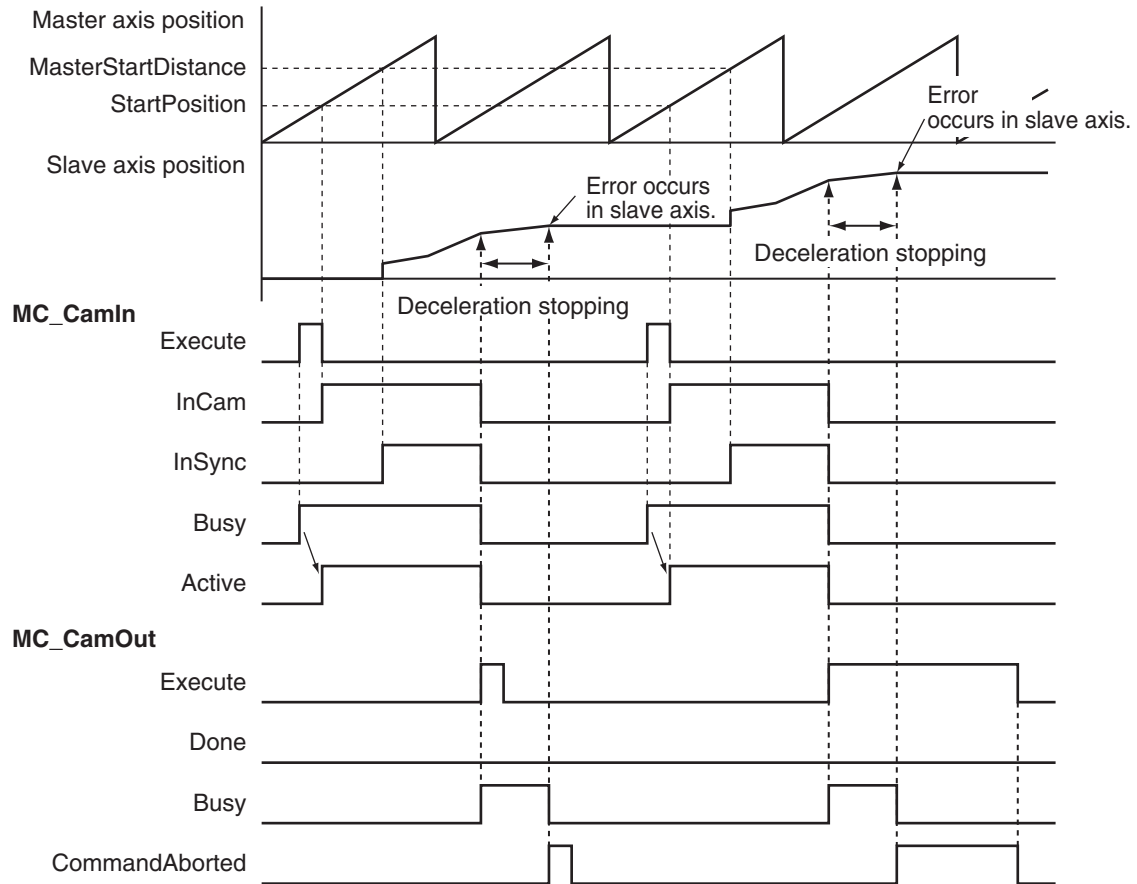 Master axis position
MasterStartDistance
StartPosition
Error
occurs in slave axis.
Slave axis position
Error occurs
in slave axis.
Deceleration stopping
Deceleration stopping
MC_CamIn
Execute
InCam
InSync
Busy
Active
MC_CamOut
Execute
Done
Busy
CommandAborted